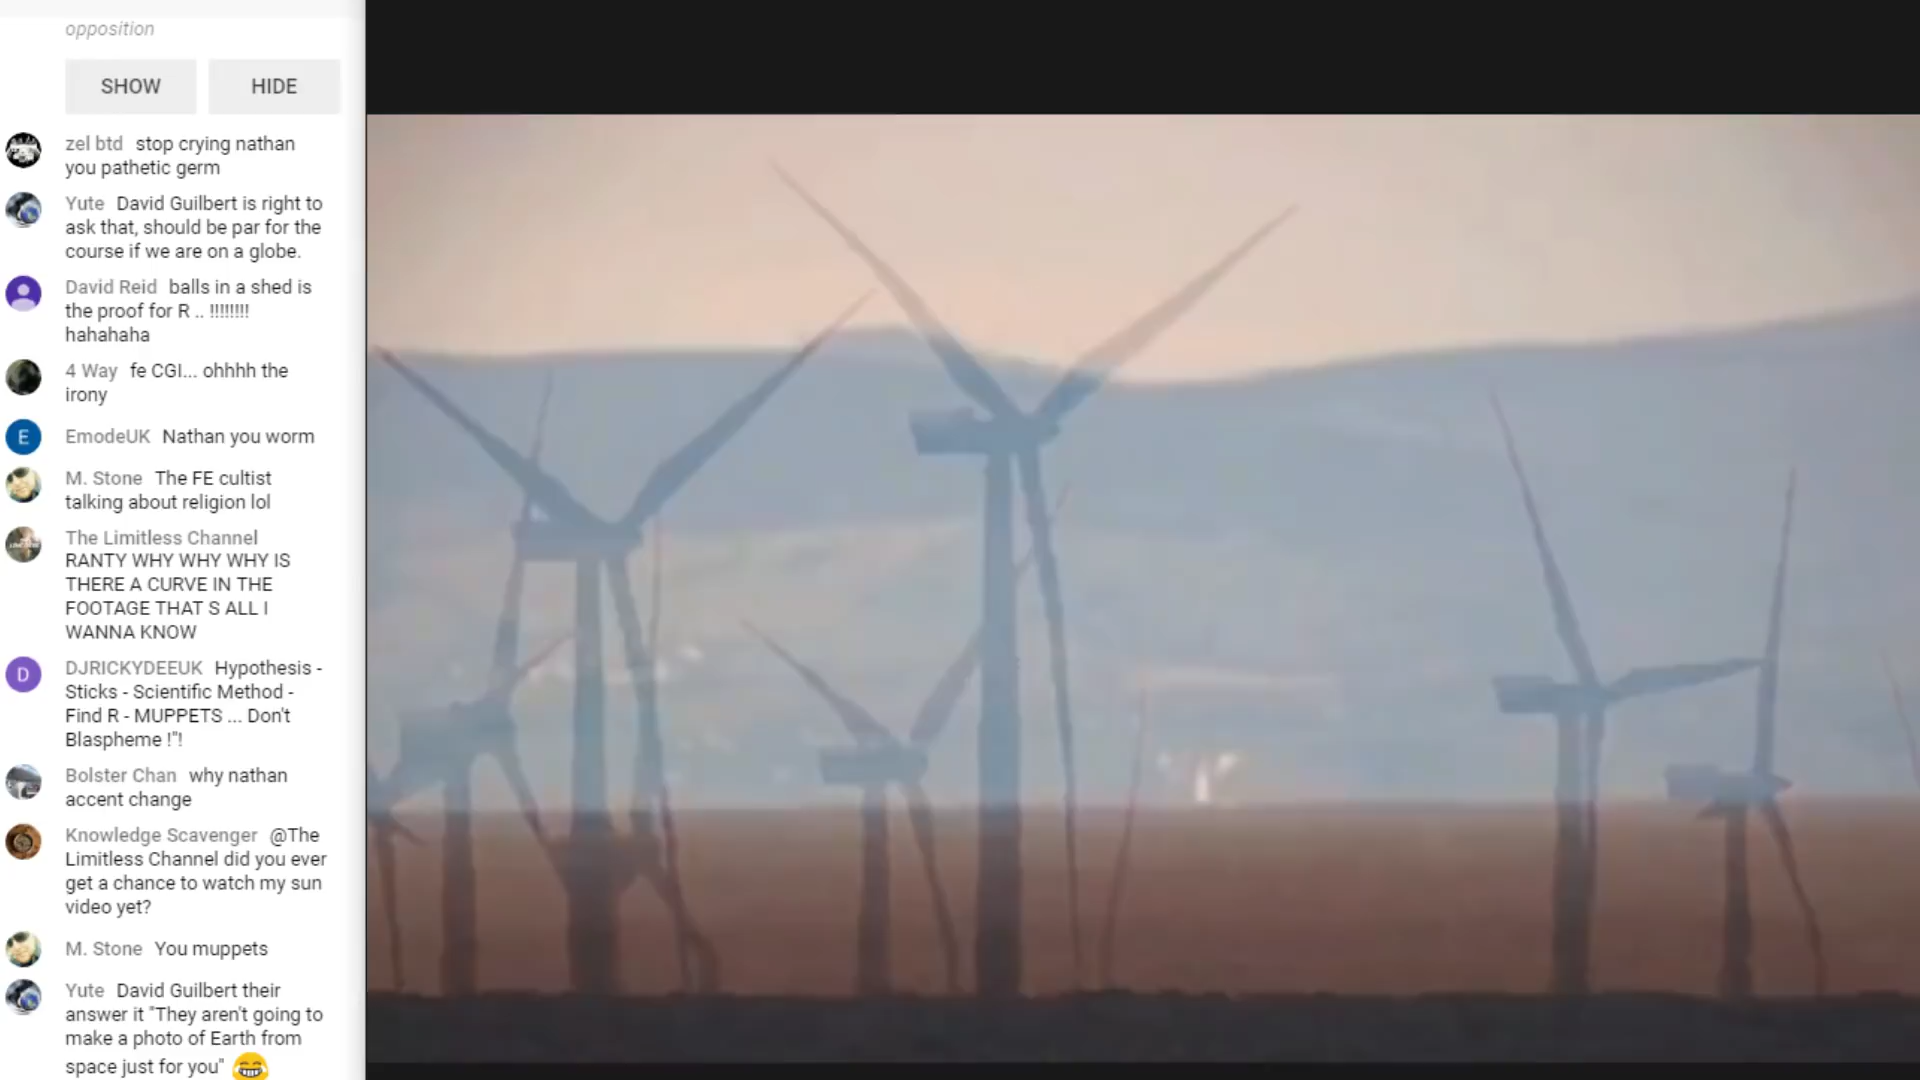 opposition
SHOW HIDE
zel btd stop crying nathan
you pathetic germ
Yute David Guilbert is right to
ask that, should be par for the
course if we are on a globe.
David Reid balls in a shed is
the proof for R .. !!!!!!!!
hahahaha
4 Way fe CGI... ohhhh the
irony
E EmodeUK Nathan you worm
M. Stone The FE cultist
talking about religion lol
The Limitless Channel
RANTY WHY WHY WHY IS
THERE A CURVE IN THE
FOOTAGE THAT S ALL I
WANNA KNOW
D DJRICKYDEEUK Hypothesis -
Sticks - Scientific Method -
Find R - MUPPETS ... Don't
Blaspheme !"!
Bolster Chan why nathan
accent change
Knowledge Scavenger @The
Limitless Channel did you ever
get a chance to watch my sun
video yet?
M. Stone You muppets
Yute David Guilbert their
answer it "They aren't going to
make a photo of Earth from
space just for you" 😂